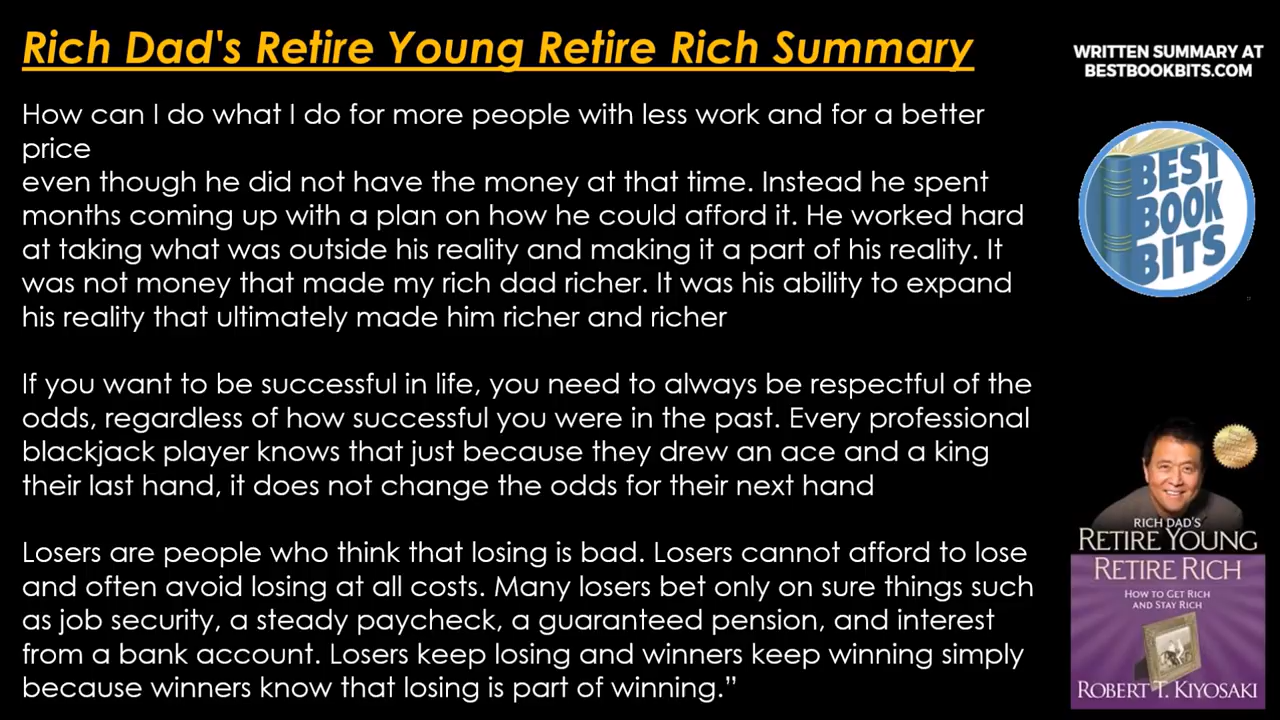 Rich Dad's Retire Young Retire Rich Summary
WRITTEN SUMMARY AT
BESTBOOKBITS.COM
How can I do what I do for more people with less work and for a better
price
even though he did not have the money at that time. Instead he spent
months coming up with a plan on how he could afford it. He worked hard
at taking what was outside his reality and making it a part of his reality. It
was not money that made my rich dad richer. It was his ability to expand
his reality that ultimately made him richer and richer
If you want to be successful in life, you need to always be respectful of the
odds, regardless of how successful you were in the past. Every professional
blackjack player knows that just because they drew an ace and a king
their last hand, it does not change the odds for their next hand
Losers are people who think that losing is bad. Losers cannot afford to lose
and often avoid losing at all costs. Many losers bet only on sure things such
as job security, a steady paycheck, a guaranteed pension, and interest
from a bank account. Losers keep losing and winners keep winning simply
because winners know that losing is part of winning.”
BEST
BOOK
BITS
RICH DAD'S
RETIRE YOUNG
RETIRE RICH
HOW TO GET RICH
AND STAY RICH
ROBERT T. KIYOSAKI